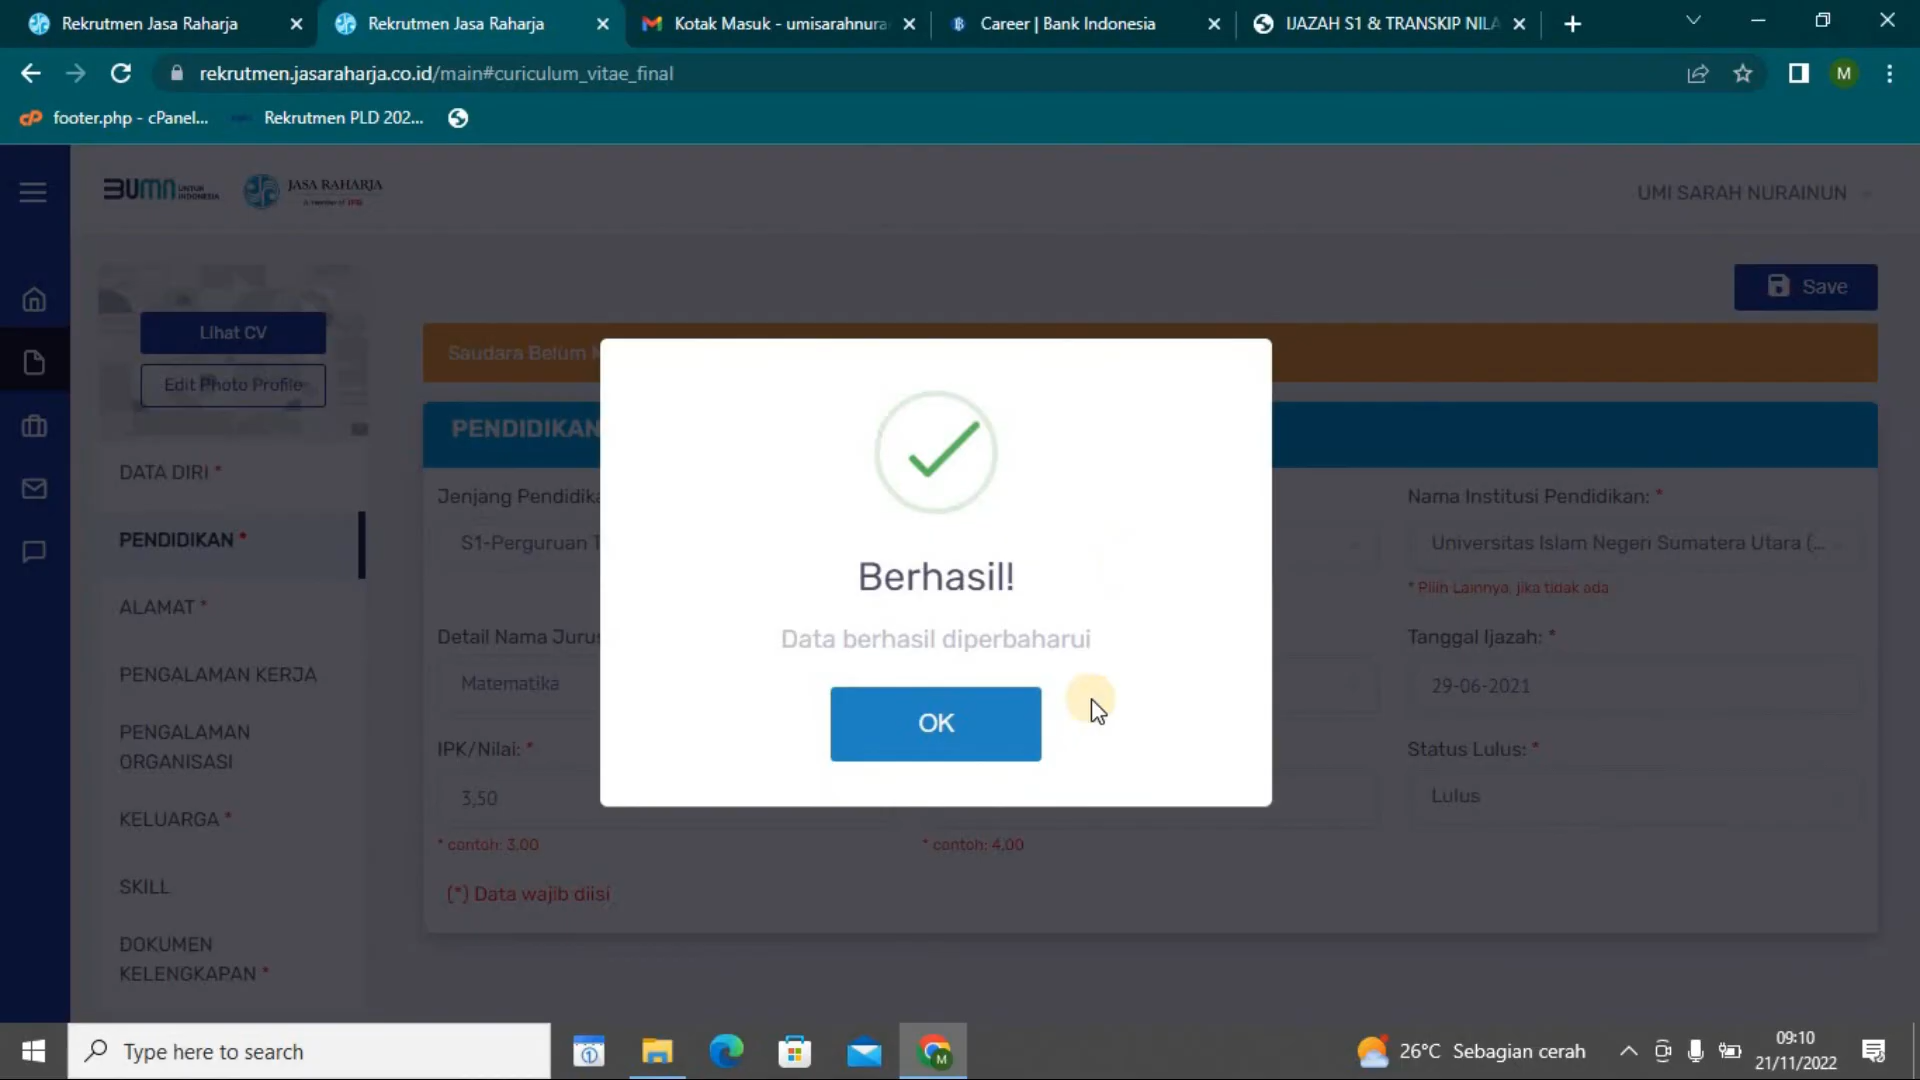 Rekrutmen Jasa Raharja
Rekrutmen Jasa Raharja
Kotak Masuk - umisarahnura
Career | Bank Indonesia
IJAZAH S1 & TRANSKIP NILA
rekrutmen.jasaraharja.co.id/main#curiculum_vitae_final
M
footer.php - cPanel...
Rekrutmen PLD 202...
BUMN UNTUK INDONESIA
JASA RAHARJA
UMI SARAH NURAINUN
Save
Lihat CV
Edit Photo Profile
Saudara Belum
DATA DIRI *
PENDIDIKAN *
ALAMAT *
PENGALAMAN KERJA
PENGALAMAN
ORGANISASI
KELUARGA *
SKILL
DOKUMEN
KELENGKAPAN *
PENDIDIKAN
Jenjang Pendidika
S1-Perguruan T
Nama Institusi Pendidikan: *
Universitas Islam Negeri Sumatera Utara (...
* Pilih Lainnya, jika tidak ada
Detail Nama Jurus
Matematika
Tanggal Ijazah: *
29-06-2021
IPK/Nilai: *
3,50
Status Lulus: *
Lulus
* contoh: 3,00
* contoh: 4,00
(*) Data wajib diisi
Berhasil!
Data berhasil diperbaharui
OK
Type here to search
26°C Sebagian cerah
09:10
21/11/2022